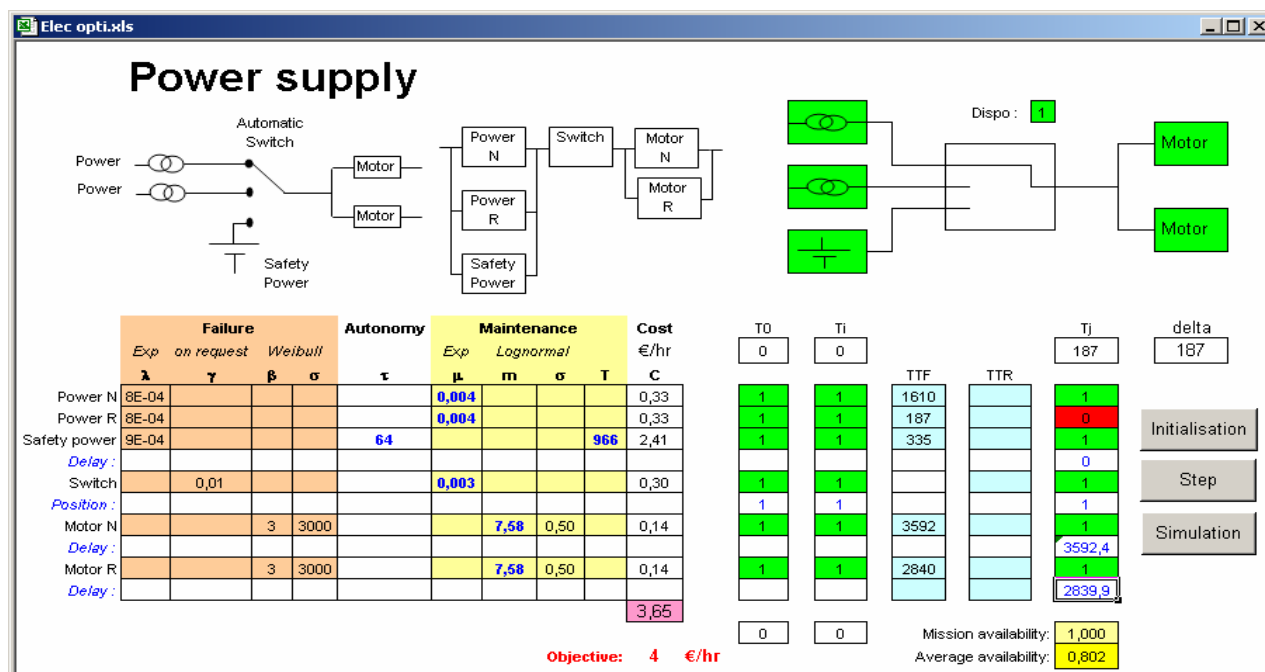 Elec opti.xls
Power supply
Automatic
Switch
Power
Power
Motor
Motor
Safety
Power
Power
N
Switch
Motor
N
Power
R
Motor
R
Safety
Power
Dispo : 1
Motor
Motor
Failure Autonomy Maintenance Cost T0 Ti Tj delta
Exp on request Weibull Exp Lognormal €/hr 0 0 187 187
λ γ β σ τ μ m σ T C TTF TTR
Power N 8E-04 0,004 0,33 1 1 1610 1
Power R 8E-04 0,004 0,33 1 1 187 0
Safety power 9E-04 64 966 2,41 1 1 335 1
Delay : 0
Switch 0,01 0,003 0,30 1 1 1
Position : 1 1 1
Motor N 3 3000 7,58 0,50 0,14 1 1 3592 1
Delay : 3592,4
Motor R 3 3000 7,58 0,50 0,14 1 1 2840 1
Delay : 2839,9
3,65
Initialisation
Step
Simulation
0 0 Mission availability: 1,000
Objective: 4 €/hr Average availability: 0,802